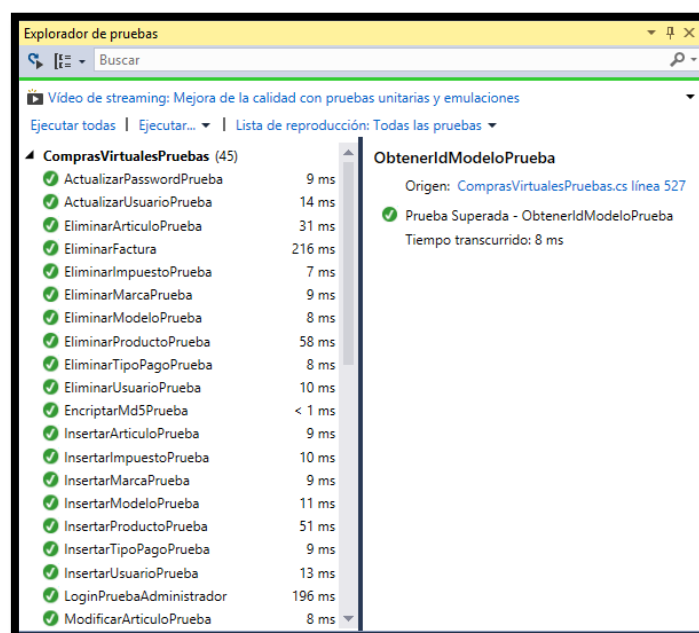 Explorador de pruebas
Buscar
Vídeo de streaming: Mejora de la calidad con pruebas unitarias y emulaciones
Ejecutar todas | Ejecutar... | Lista de reproducción: Todas las pruebas
ComprasVirtualesPruebas (45)
ActualizarPasswordPrueba 9 ms
ActualizarUsuarioPrueba 14 ms
EliminarArticuloPrueba 31 ms
EliminarFactura 216 ms
EliminarImpuestoPrueba 7 ms
EliminarMarcaPrueba 9 ms
EliminarModeloPrueba 8 ms
EliminarProductoPrueba 58 ms
EliminarTipoPagoPrueba 8 ms
EliminarUsuarioPrueba 10 ms
EncriptarMd5Prueba < 1 ms
InsertarArticuloPrueba 9 ms
InsertarImpuestoPrueba 10 ms
InsertarMarcaPrueba 9 ms
InsertarModeloPrueba 11 ms
InsertarProductoPrueba 51 ms
InsertarTipoPagoPrueba 9 ms
InsertarUsuarioPrueba 13 ms
LoginPruebaAdministrador 196 ms
ModificarArticuloPrueba 8 ms
ObtenerIdModeloPrueba
Origen: ComprasVirtualesPruebas.cs línea 527
Prueba Superada - ObtenerIdModeloPrueba
Tiempo transcurrido: 8 ms